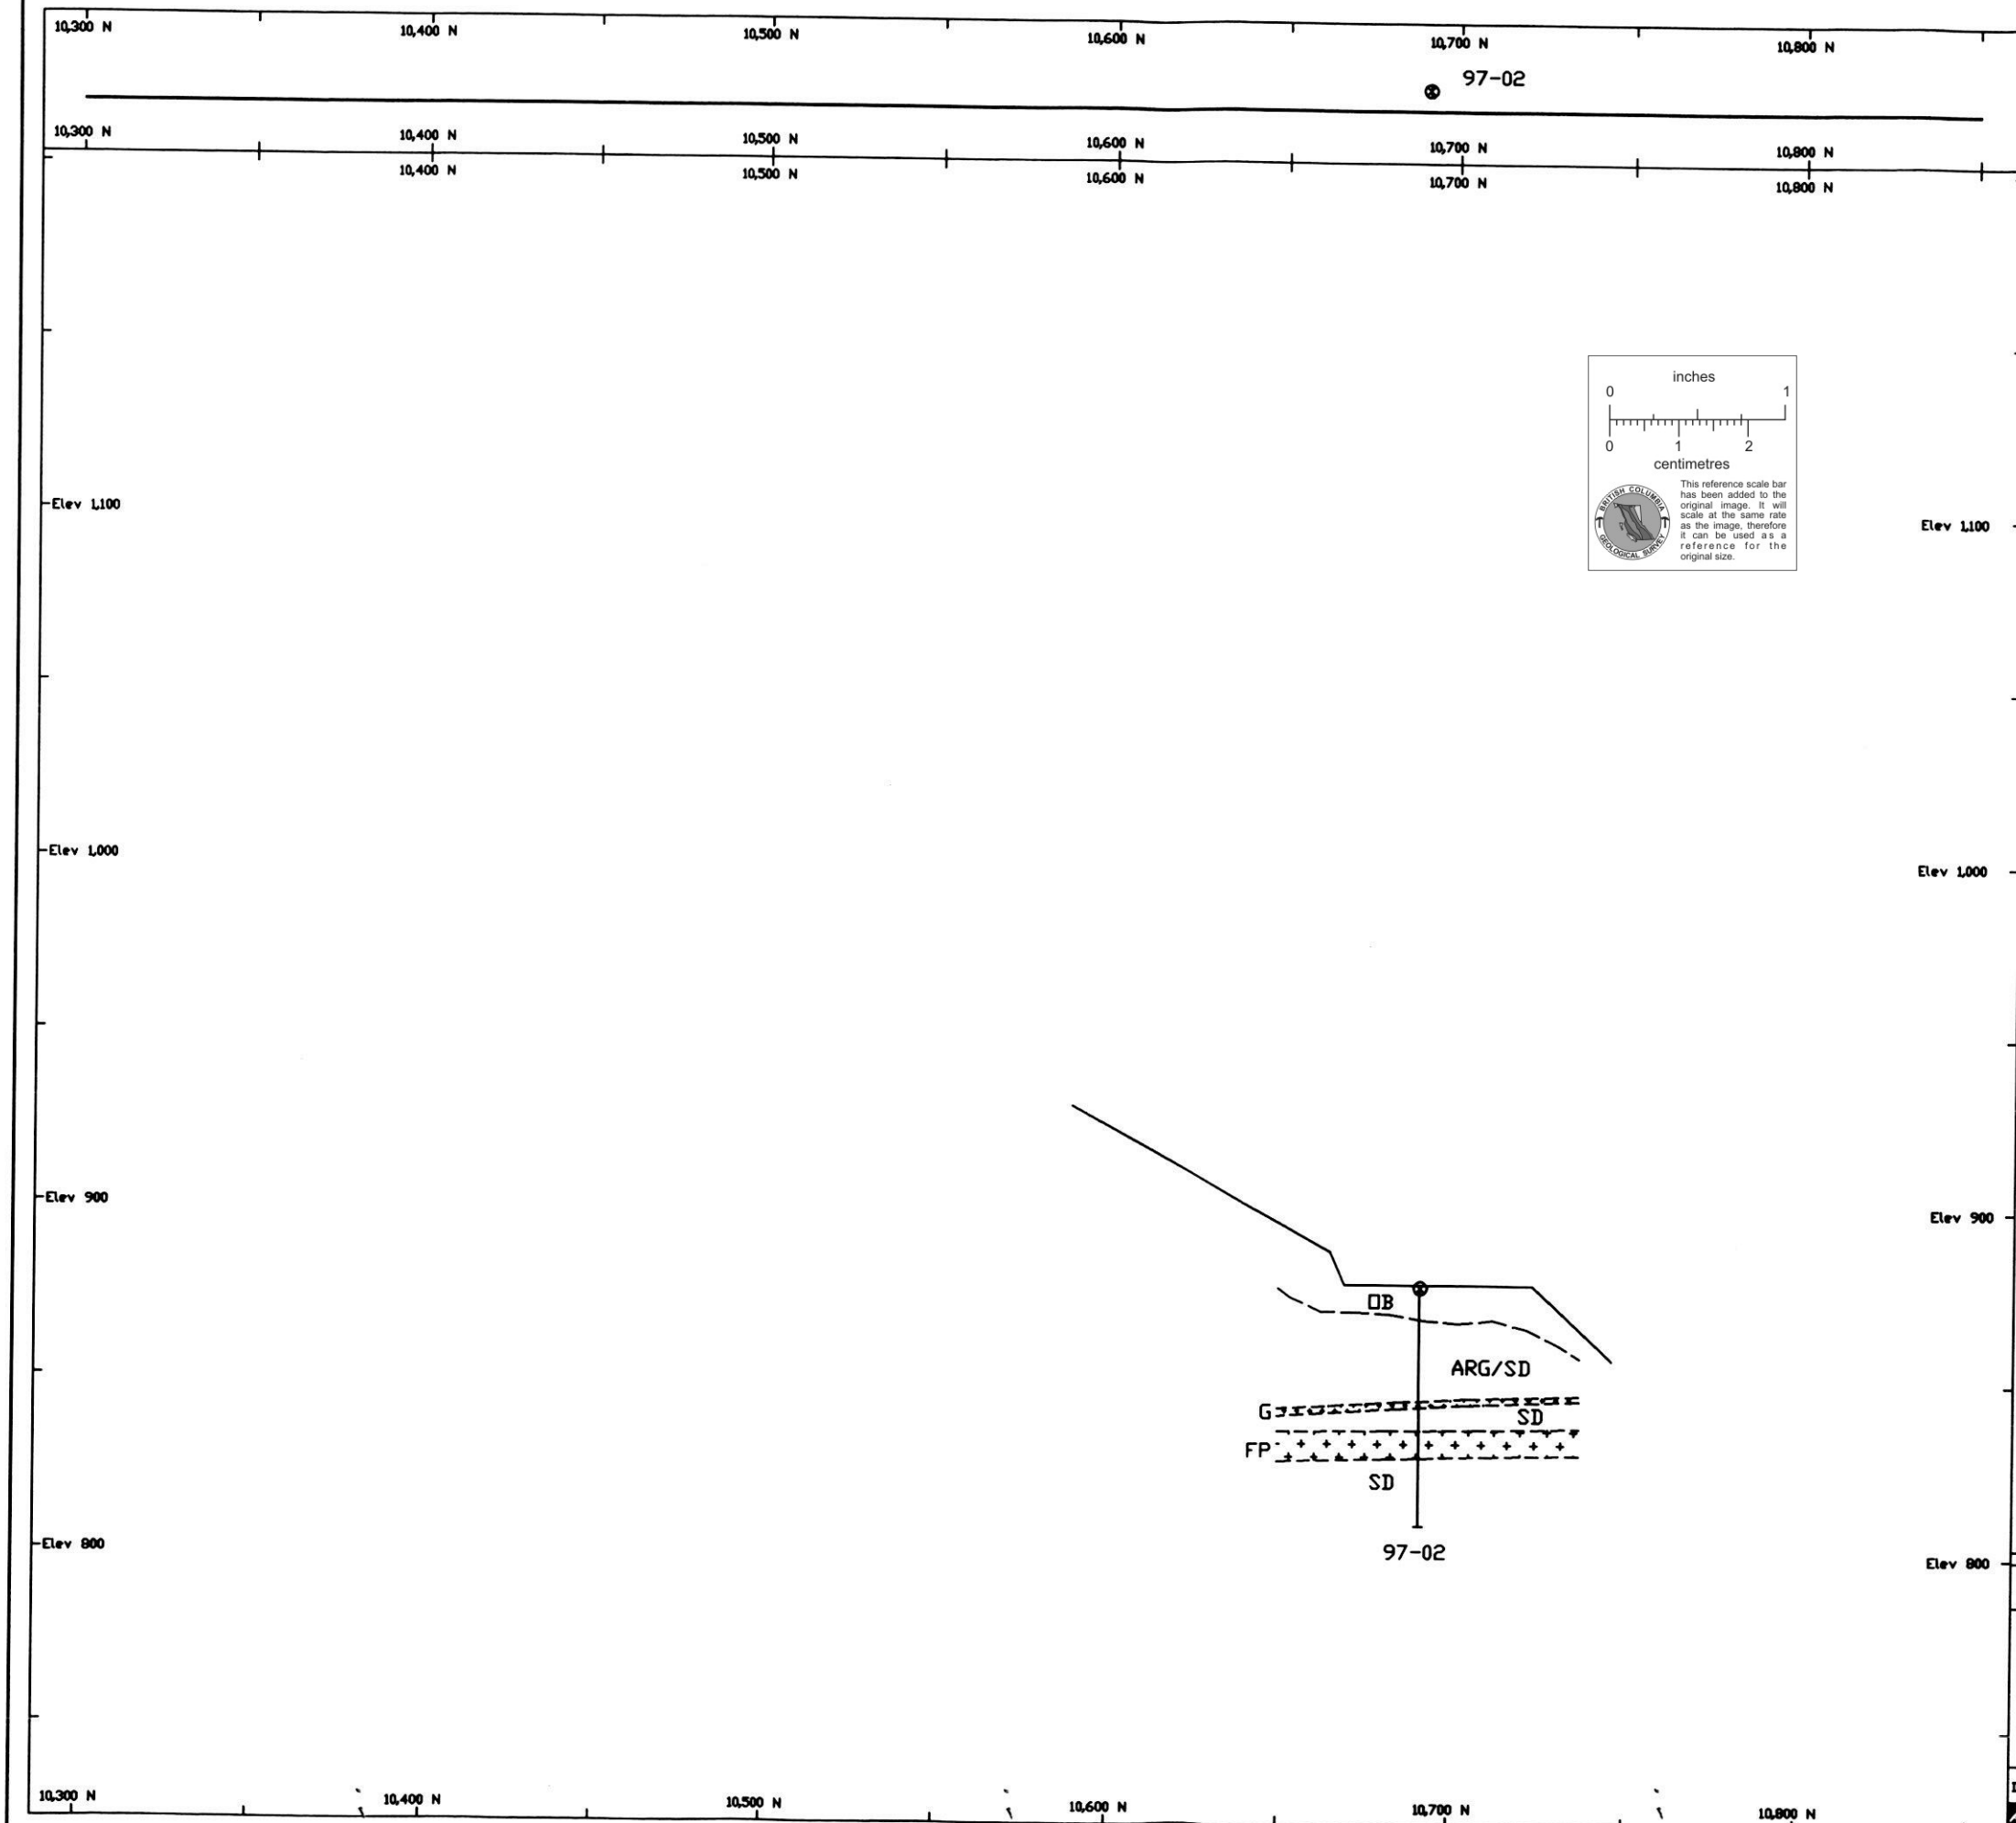 10,300 N 10,400 N 10,500 N 10,600 N 10,700 N 10,800 N
97-02
10,300 N 10,400 N 10,500 N 10,600 N 10,700 N 10,800 N
10,400 N 10,500 N 10,600 N 10,700 N 10,800 N
inches
0 1
0 1 2
centimetres
This reference scale bar
has been added to the
original image. It will
scale at the same rate
as the image, therefore
it can be used as a
reference for the
original size.
BRITISH COLUMBIA
GEOLOGICAL SURVEY
Elev 1,100 Elev 1,100
Elev 1,000 Elev 1,000
Elev 900 Elev 900
OB
ARG/SD
G
SD
FP
SD
97-02
Elev 800 Elev 800
10,300 N 10,400 N 10,500 N 10,600 N 10,700 N 10,800 N